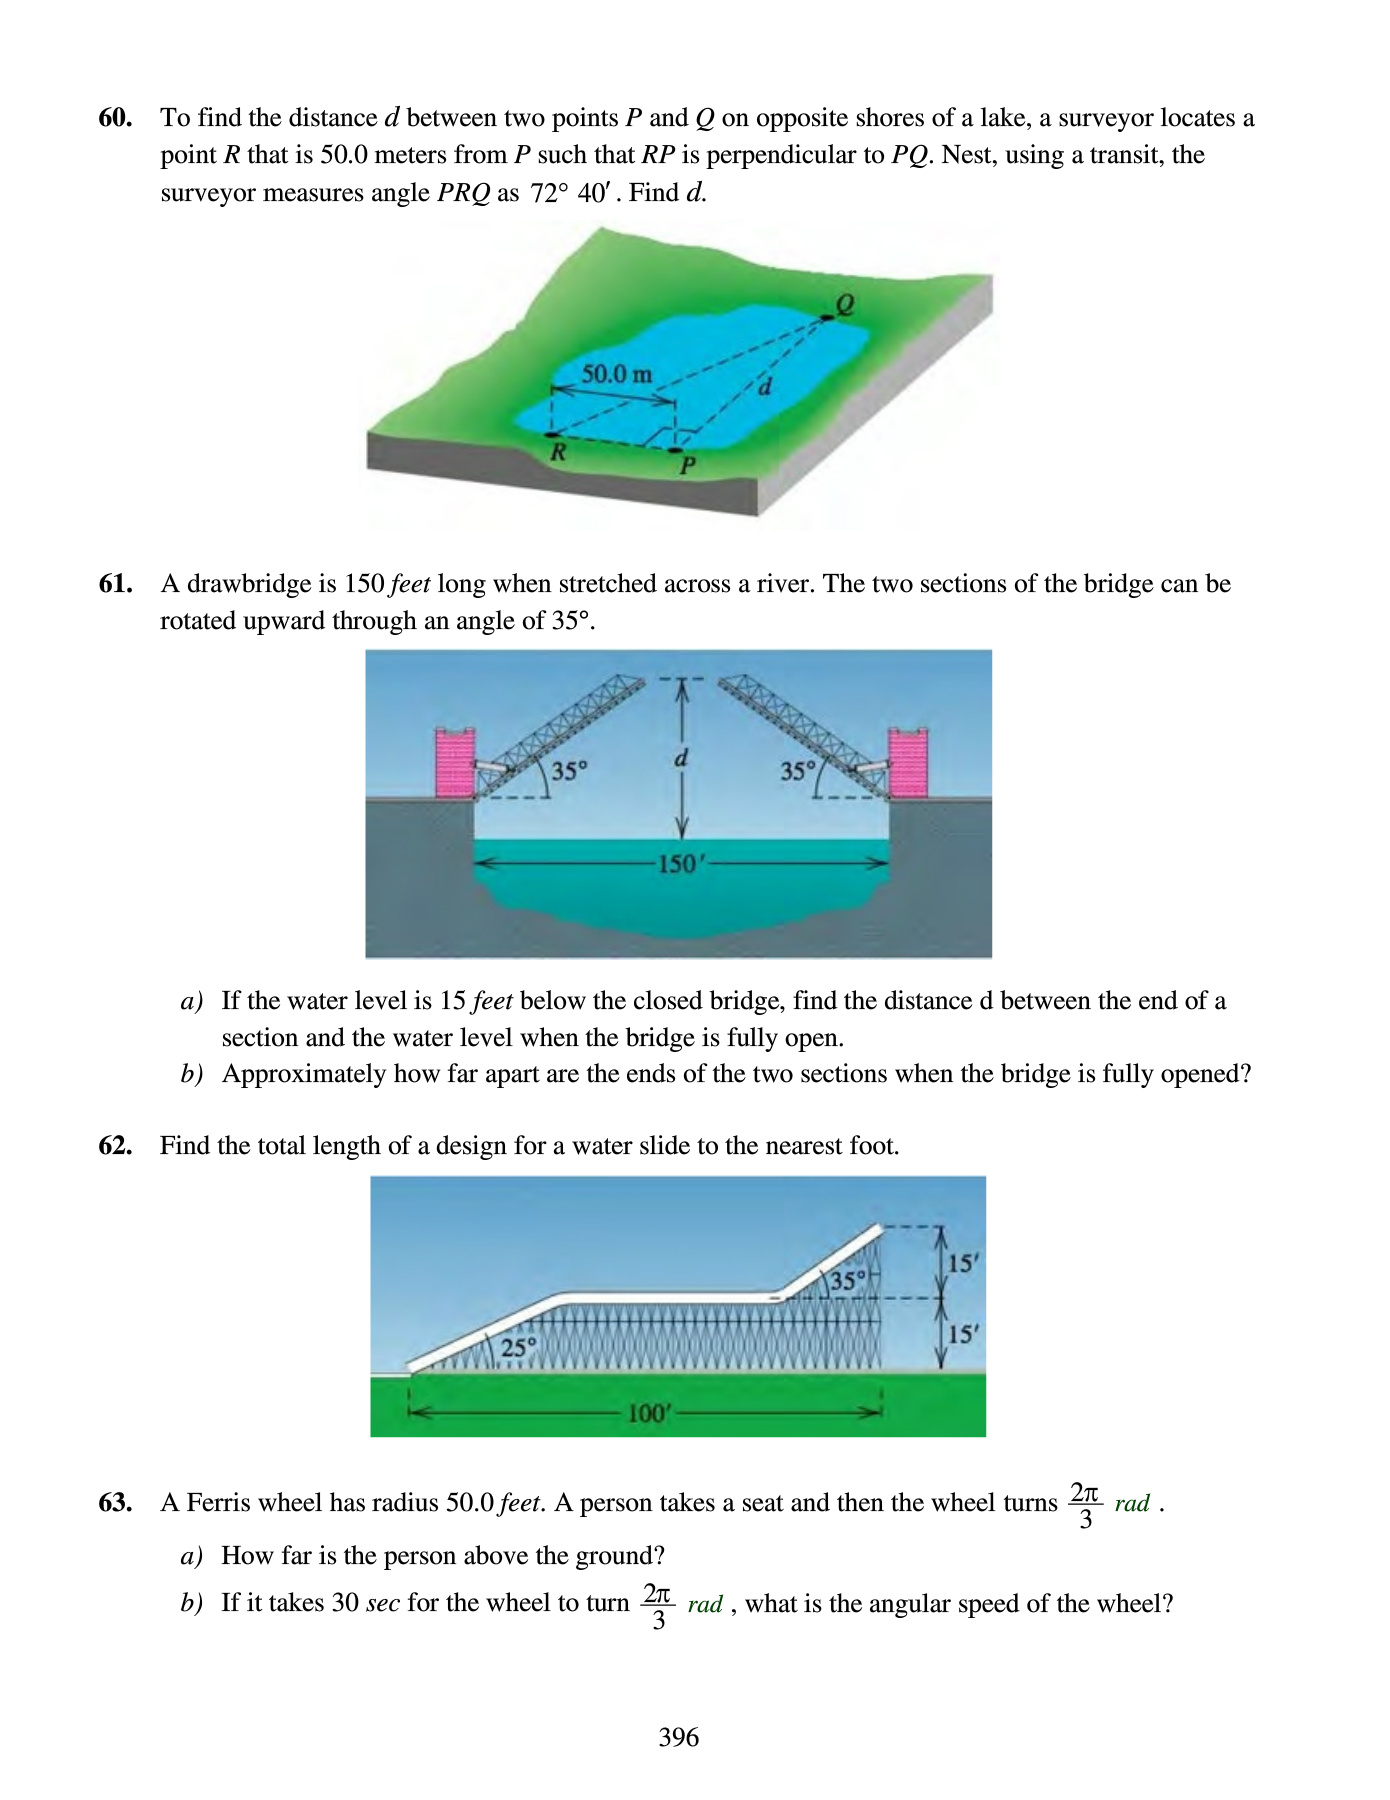 60. To find the distance d between two points P and Q on opposite shores of a lake, a surveyor locates a
point R that is 50.0 meters from P such that RP is perpendicular to PQ. Nest, using a transit, the
surveyor measures angle PRQ as 72° 40′ . Find d.
Q
50.0 m
d
R
P
61. A drawbridge is 150 feet long when stretched across a river. The two sections of the bridge can be
rotated upward through an angle of 35°.
d
35°
35°
150′
a) If the water level is 15 feet below the closed bridge, find the distance d between the end of a
section and the water level when the bridge is fully open.
b) Approximately how far apart are the ends of the two sections when the bridge is fully opened?
62. Find the total length of a design for a water slide to the nearest foot.
15′
35°
15′
25°
100′
63. A Ferris wheel has radius 50.0 feet. A person takes a seat and then the wheel turns 2π/3 rad .
a) How far is the person above the ground?
b) If it takes 30 sec for the wheel to turn 2π/3 rad , what is the angular speed of the wheel?
396